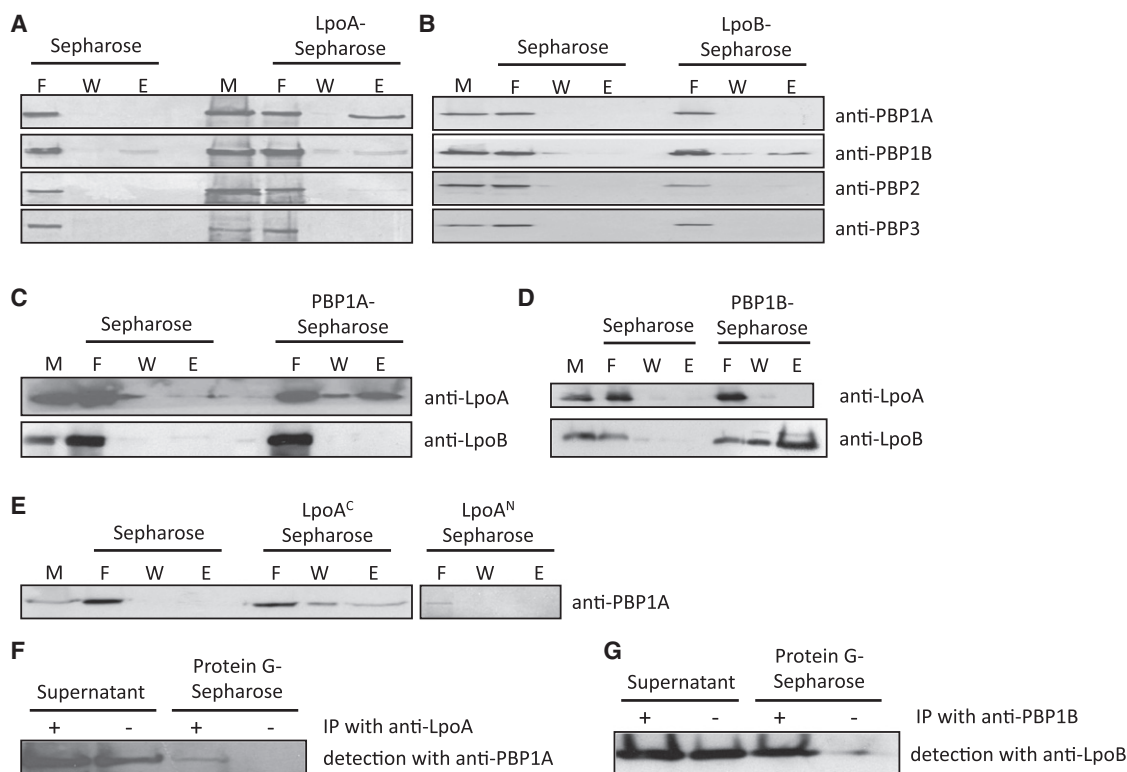 A
LpoA-
Sepharose
Sepharose
F W E M F W E
B
LpoB-
Sepharose
Sepharose
M F W E F W E
anti-PBP1A
anti-PBP1B
anti-PBP2
anti-PBP3
C
PBP1A-
Sepharose
Sepharose
M F W E F W E
anti-LpoA
anti-LpoB
D
PBP1B-
Sepharose
Sepharose
M F W E F W E
anti-LpoA
anti-LpoB
E
Sepharose
LpoAᶜ
Sepharose
LpoAᴺ
Sepharose
M F W E F W E F W E
anti-PBP1A
F
Protein G-
Sepharose
Supernatant
+ - + - IP with anti-LpoA
detection with anti-PBP1A
G
Protein G-
Sepharose
Supernatant
+ - + - IP with anti-PBP1B
detection with anti-LpoB